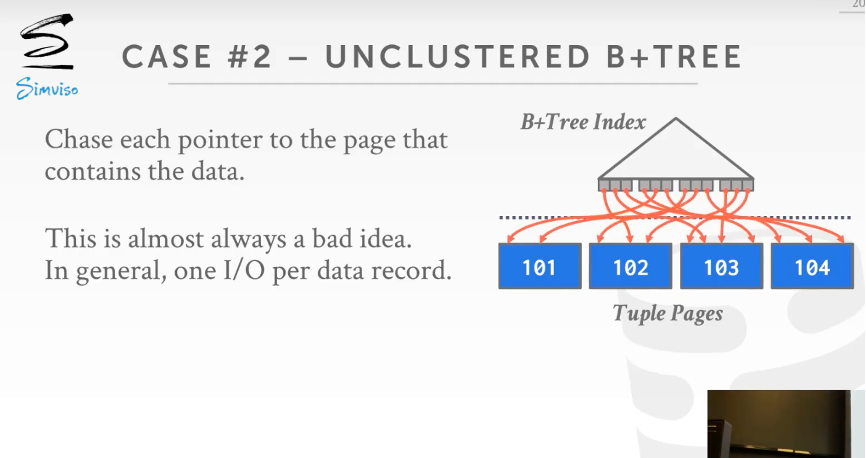 20
Simviso
CASE #2 – UNCLUSTERED B+TREE
Chase each pointer to the page that
contains the data.
This is almost always a bad idea.
In general, one I/O per data record.
B+Tree Index
101 102 103 104
Tuple Pages